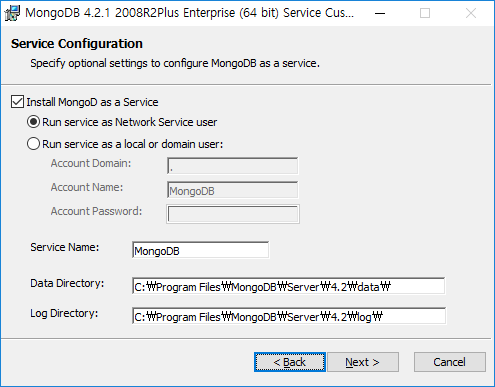 MongoDB 4.2.1 2008R2Plus Enterprise (64 bit) Service Cus...
Service Configuration
Specify optional settings to configure MongoDB as a service.
Install MongoD as a Service
Run service as Network Service user
Run service as a local or domain user:
Account Domain: .
Account Name: MongoDB
Account Password:
Service Name: MongoDB
Data Directory: C:₩Program Files₩MongoDB₩Server₩4.2₩data₩
Log Directory: C:₩Program Files₩MongoDB₩Server₩4.2₩log₩
< Back Next > Cancel